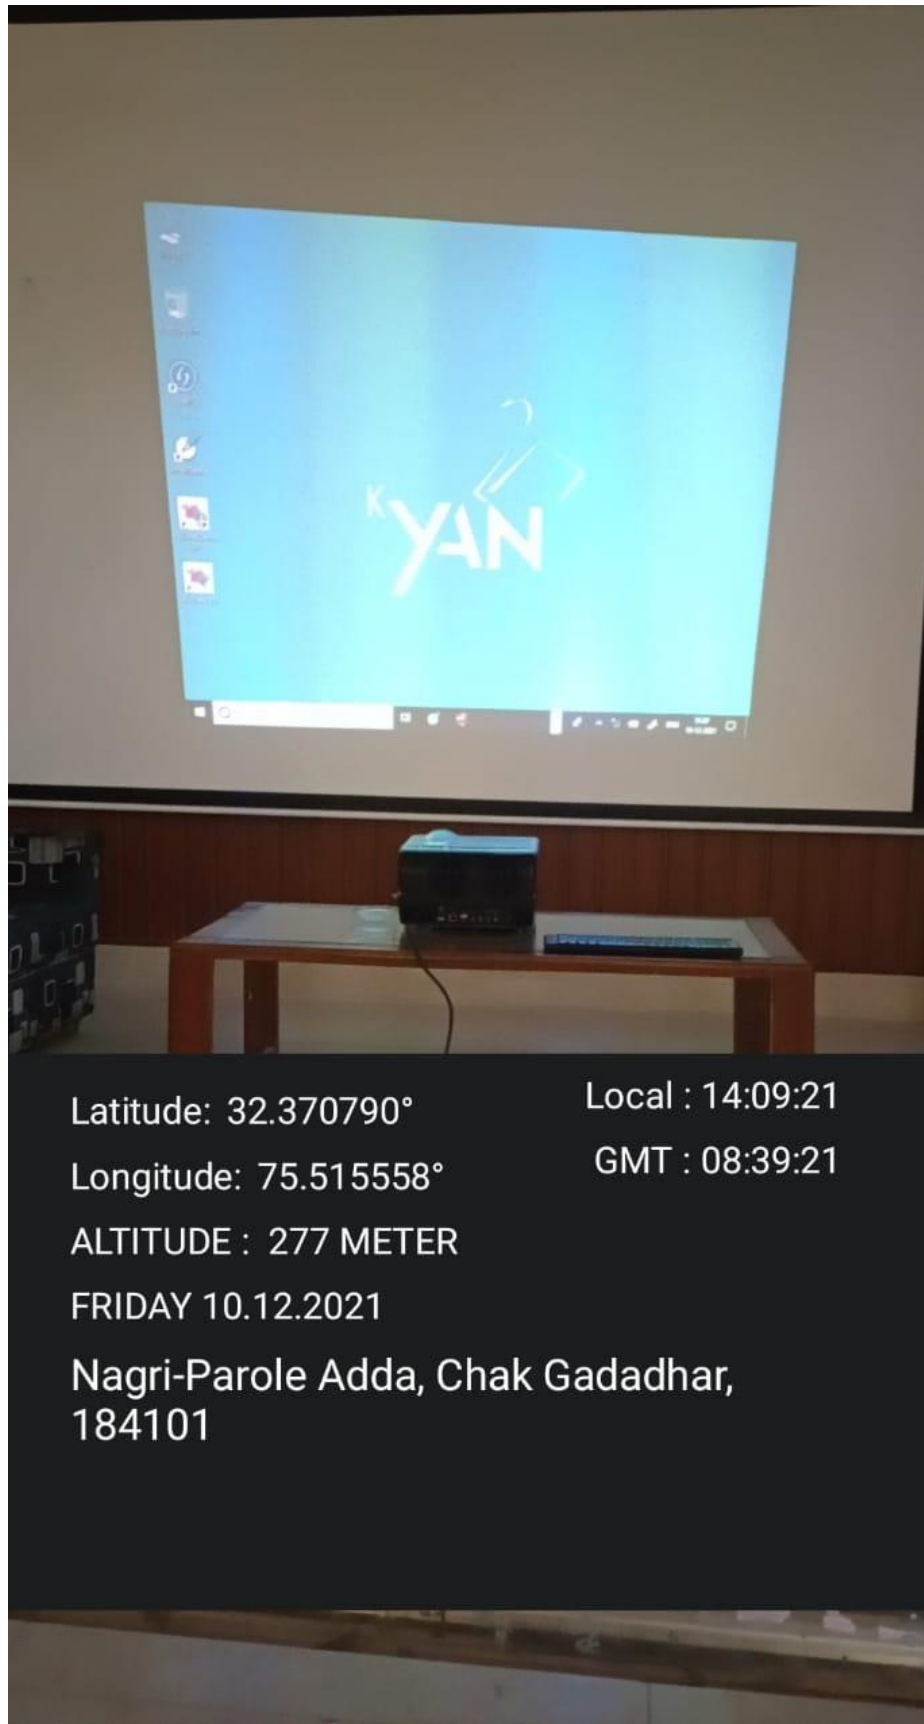 K
YAN
Latitude: 32.370790°
Local : 14:09:21
Longitude: 75.515558°
GMT : 08:39:21
ALTITUDE : 277 METER
FRIDAY 10.12.2021
Nagri-Parole Adda, Chak Gadadhar,
184101